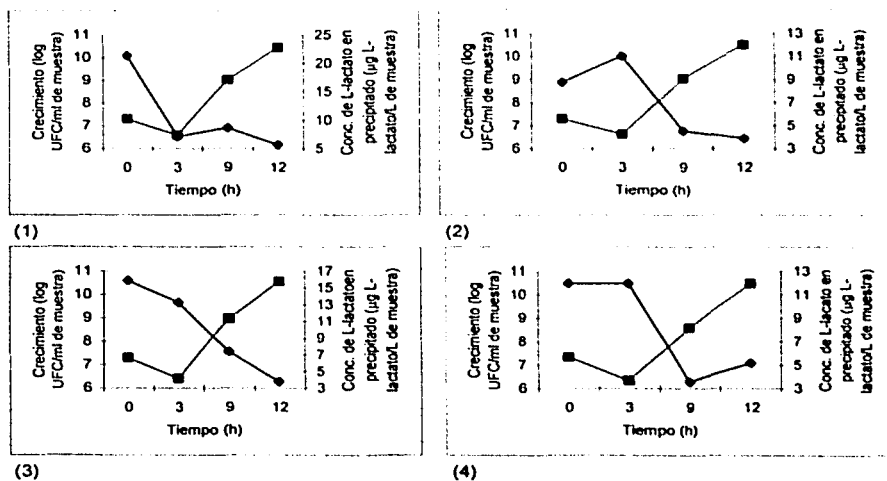 Crecimiento (log
UFC/ml de muestra)
11
10
9
8
7
6
0
3
9
12
Tiempo (h)
25
20
15
10
5
Conc. de L-lactato en
precipitado (µg L-
lactato/L de muestra)
(1)
Crecimiento (log
UFC/ml de muestra)
11
10
9
8
7
6
0
3
9
12
Tiempo (h)
13
11
9
7
5
3
Conc. de L-lactato en
precipitado (µg L-
lactato/L de muestra)
(2)
Crecimiento (log
UFC/ml de muestra)
11
10
9
8
7
6
0
3
9
12
Tiempo (h)
17
15
13
11
9
7
5
3
Conc. de L-lactatoen
precipitado (µg L-
lactato/L de muestra)
(3)
Crecimiento (log
UFC/ml de muestra)
11
10
9
8
7
6
0
3
9
12
Tiempo (h)
13
11
9
7
5
3
Conc. de L-lacato en
precipitado (µg L-
lactato/L de muestra)
(4)